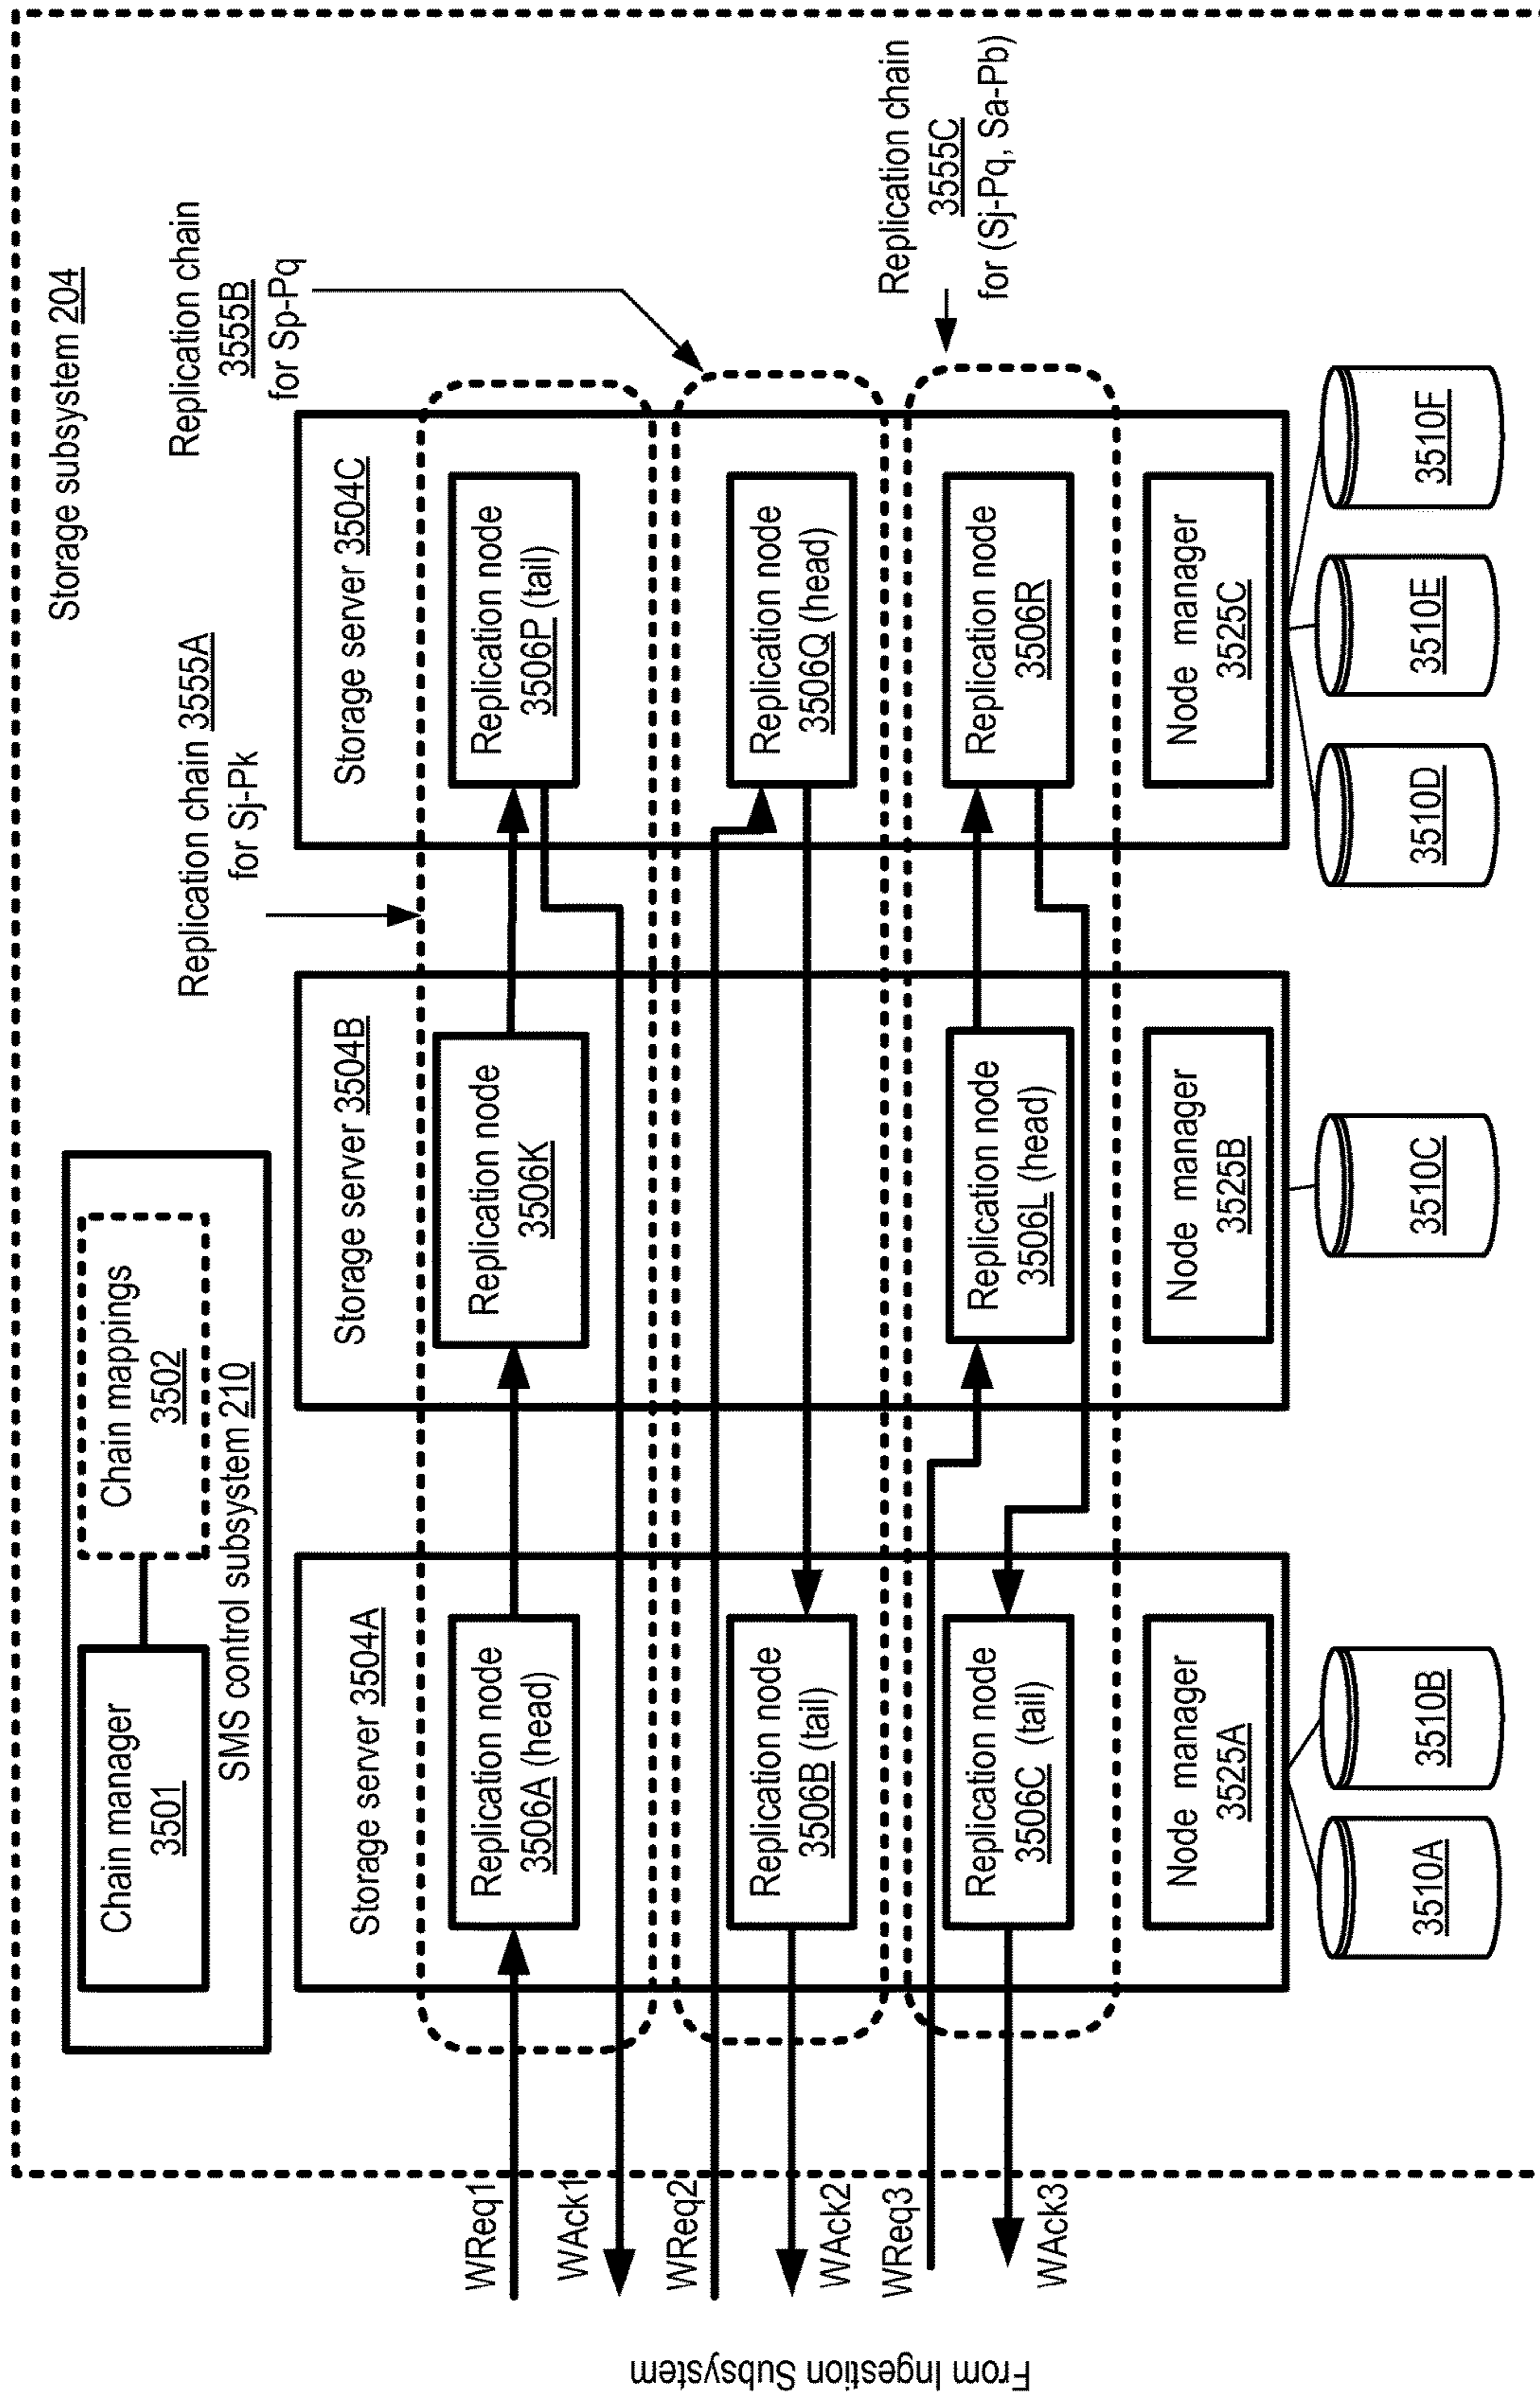 Storage subsystem 204
Chain manager
3501
Chain mappings
3502
SMS control subsystem 210
Replication chain 3555A
for Sj-Pk
Replication chain
3555B
for Sp-Pq
Replication chain
3555C
for (Sj-Pq, Sa-Pb)
Storage server 3504A
Replication node
3506A (head)
Replication node
3506B (tail)
Replication node
3506C (tail)
Node manager
3525A
3510A
3510B
Storage server 3504B
Replication node
3506K
Replication node
3506L (head)
Node manager
3525B
3510C
Storage server 3504C
Replication node
3506P (tail)
Replication node
3506Q (head)
Replication node
3506R
Node manager
3525C
3510D
3510E
3510F
WReq1
WAck1
WReq2
WAck2
WReq3
WAck3
From Ingestion Subsystem